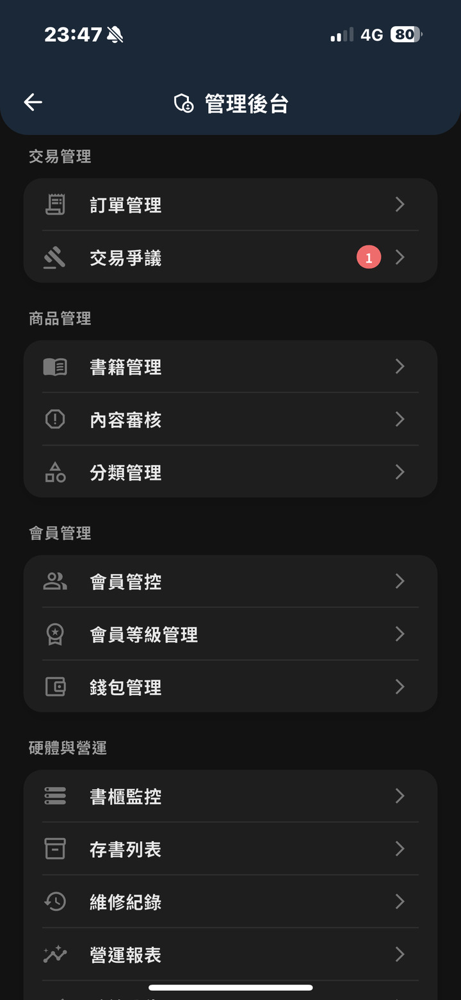 23:47
4G
80
管理後台
交易管理
訂單管理
交易爭議
1
商品管理
書籍管理
內容審核
分類管理
會員管理
會員管控
會員等級管理
錢包管理
硬體與營運
書櫃監控
存書列表
維修紀錄
營運報表